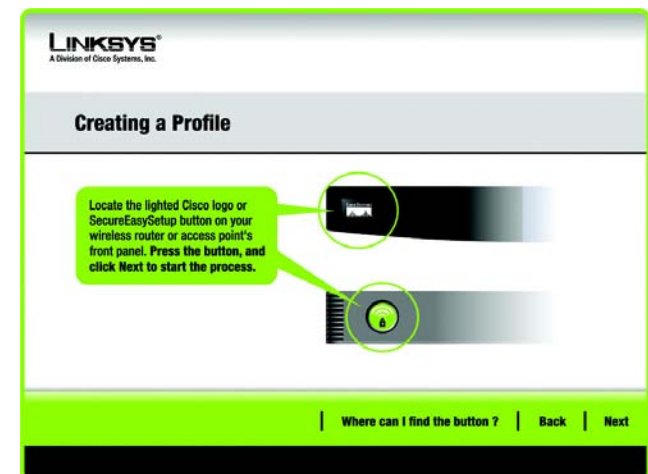 LINKSYS®
A Division of Cisco Systems, Inc.
Creating a Profile
Locate the lighted Cisco logo or
SecureEasySetup button on your
wireless router or access point's
front panel. Press the button, and
click Next to start the process.
Where can I find the button ? | Back | Next